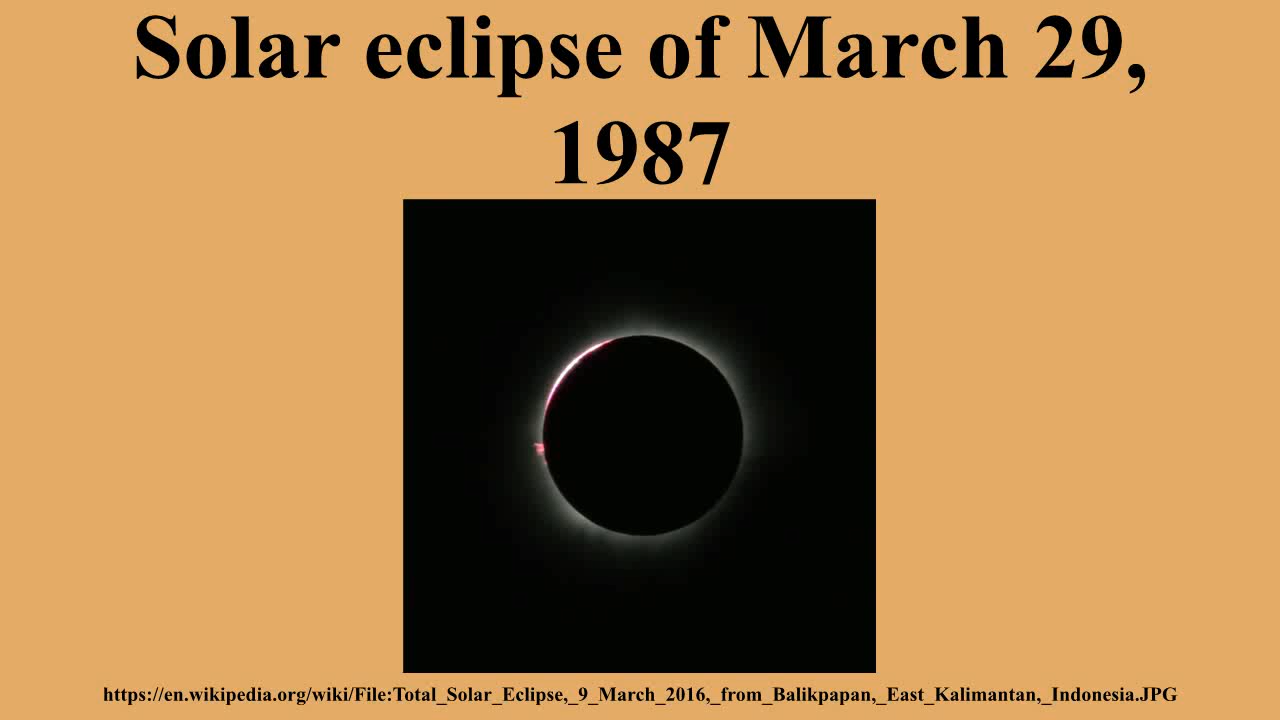 Solar eclipse of March 29,
1987
https://en.wikipedia.org/wiki/File:Total_Solar_Eclipse,_9_March_2016,_from_Balikpapan,_East_Kalimantan,_Indonesia.JPG